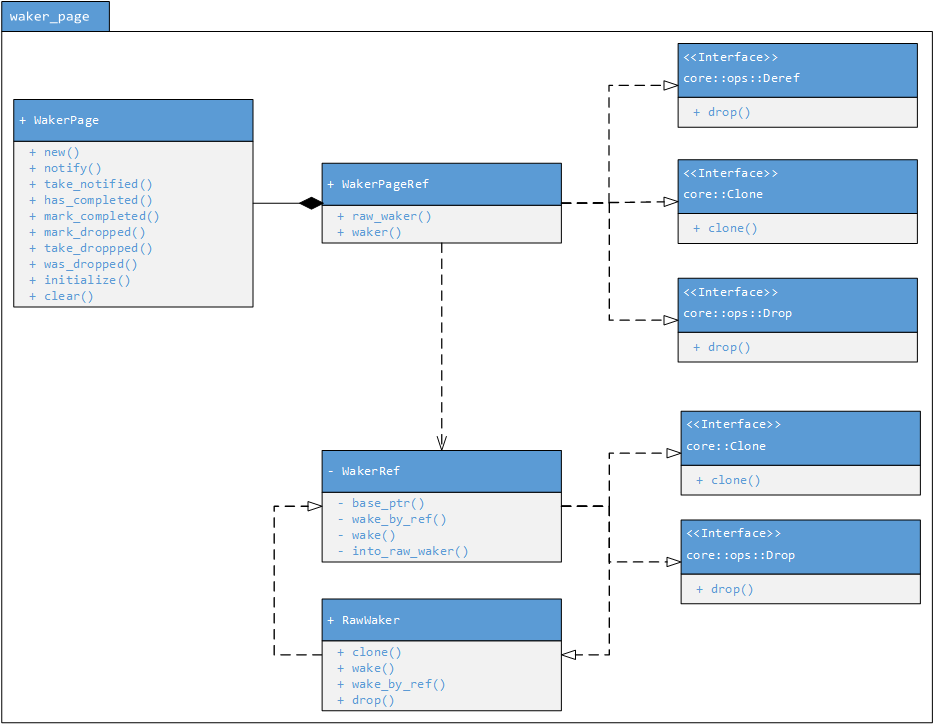 waker_page
+ WakerPage
+ new()
+ notify()
+ take_notified()
+ has_completed()
+ mark_completed()
+ mark_dropped()
+ take_droppped()
+ was_dropped()
+ initialize()
+ clear()
+ WakerPageRef
+ raw_waker()
+ waker()
<<Interface>>
core::ops::Deref
+ drop()
<<Interface>>
core::Clone
+ clone()
<<Interface>>
core::ops::Drop
+ drop()
- WakerRef
- base_ptr()
- wake_by_ref()
- wake()
- into_raw_waker()
<<Interface>>
core::Clone
+ clone()
<<Interface>>
core::ops::Drop
+ drop()
+ RawWaker
+ clone()
+ wake()
+ wake_by_ref()
+ drop()